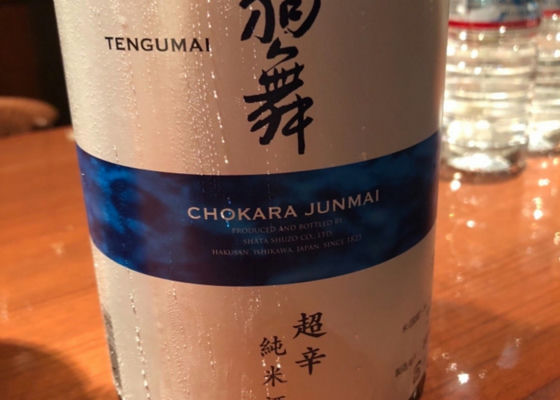 TENGUMAI
狗舞
CHOKARA JUNMAI
PRODUCED AND BOTTLED BY
SHATA SHUZO CO., LTD.
HAKUSAN, ISHIKAWA, JAPAN. SINCE 1823
超辛
純米